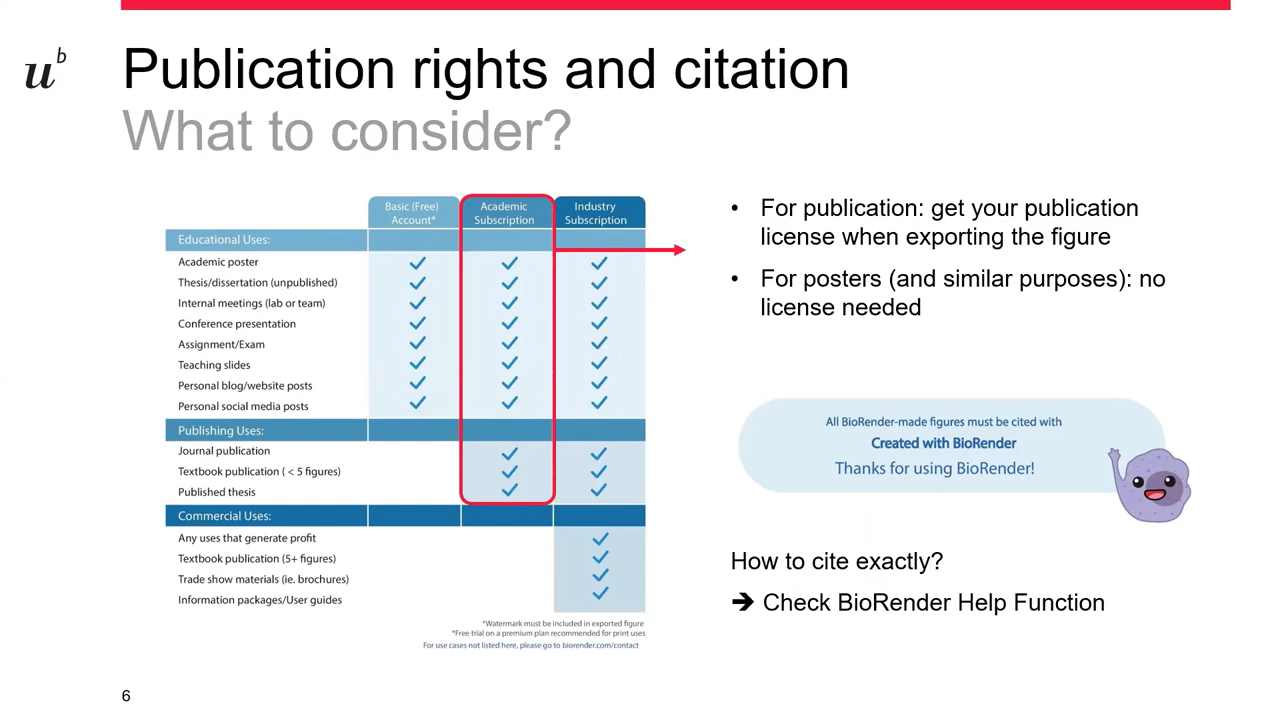 u b
Publication rights and citation
What to consider?
Basic (Free) Account*
Academic Subscription
Industry Subscription
Educational Uses:
Academic poster
Thesis/dissertation (unpublished)
Internal meetings (lab or team)
Conference presentation
Assignment/Exam
Teaching slides
Personal blog/website posts
Personal social media posts
Publishing Uses:
Journal publication
Textbook publication ( < 5 figures)
Published thesis
Commercial Uses:
Any uses that generate profit
Textbook publication (5+ figures)
Trade show materials (ie. brochures)
Information packages/User guides
*Watermark must be included in exported figure
*Free trial on a premium plan recommended for print uses
For use cases not listed here, please go to biorender.com/contact
• For publication: get your publication
license when exporting the figure
• For posters (and similar purposes): no
license needed
All BioRender-made figures must be cited with
Created with BioRender
Thanks for using BioRender!
How to cite exactly?
➔ Check BioRender Help Function
6